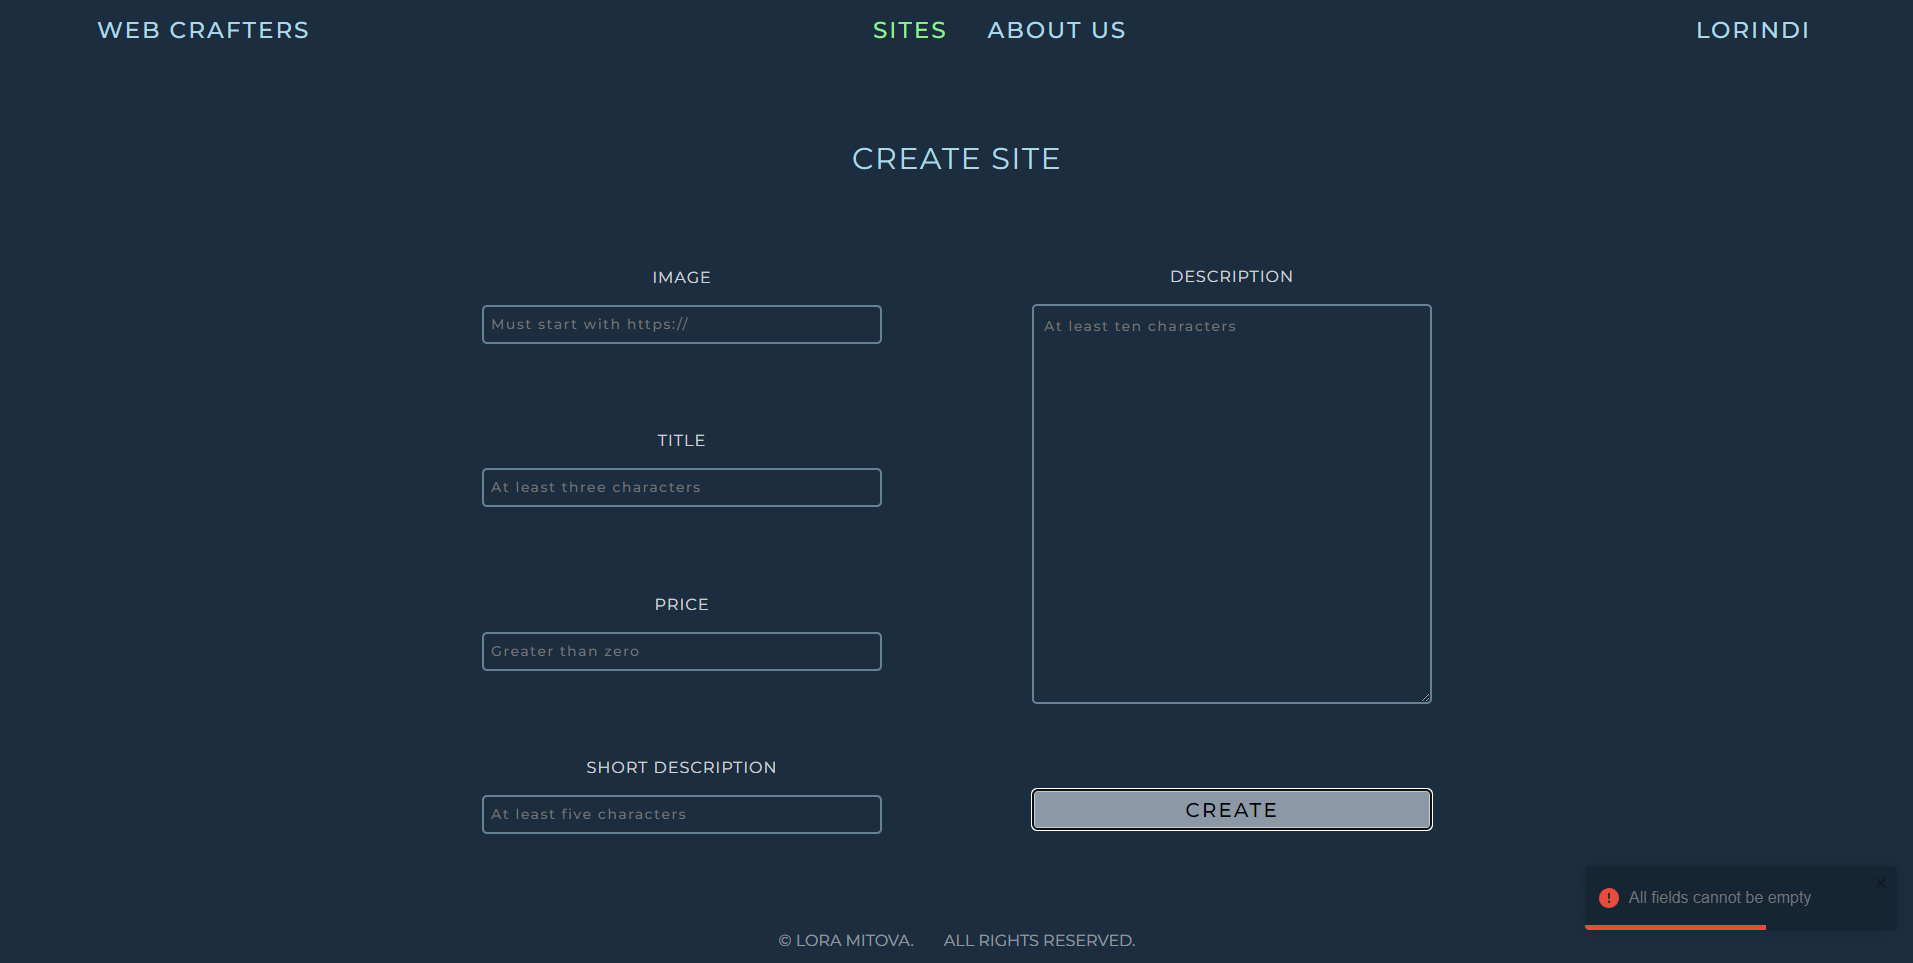 WEB CRAFTERS
SITES
ABOUT US
LORINDI
CREATE SITE
IMAGE
Must start with https://
TITLE
At least three characters
PRICE
Greater than zero
SHORT DESCRIPTION
At least five characters
DESCRIPTION
At least ten characters
CREATE
All fields cannot be empty
© LORA MITOVA. ALL RIGHTS RESERVED.